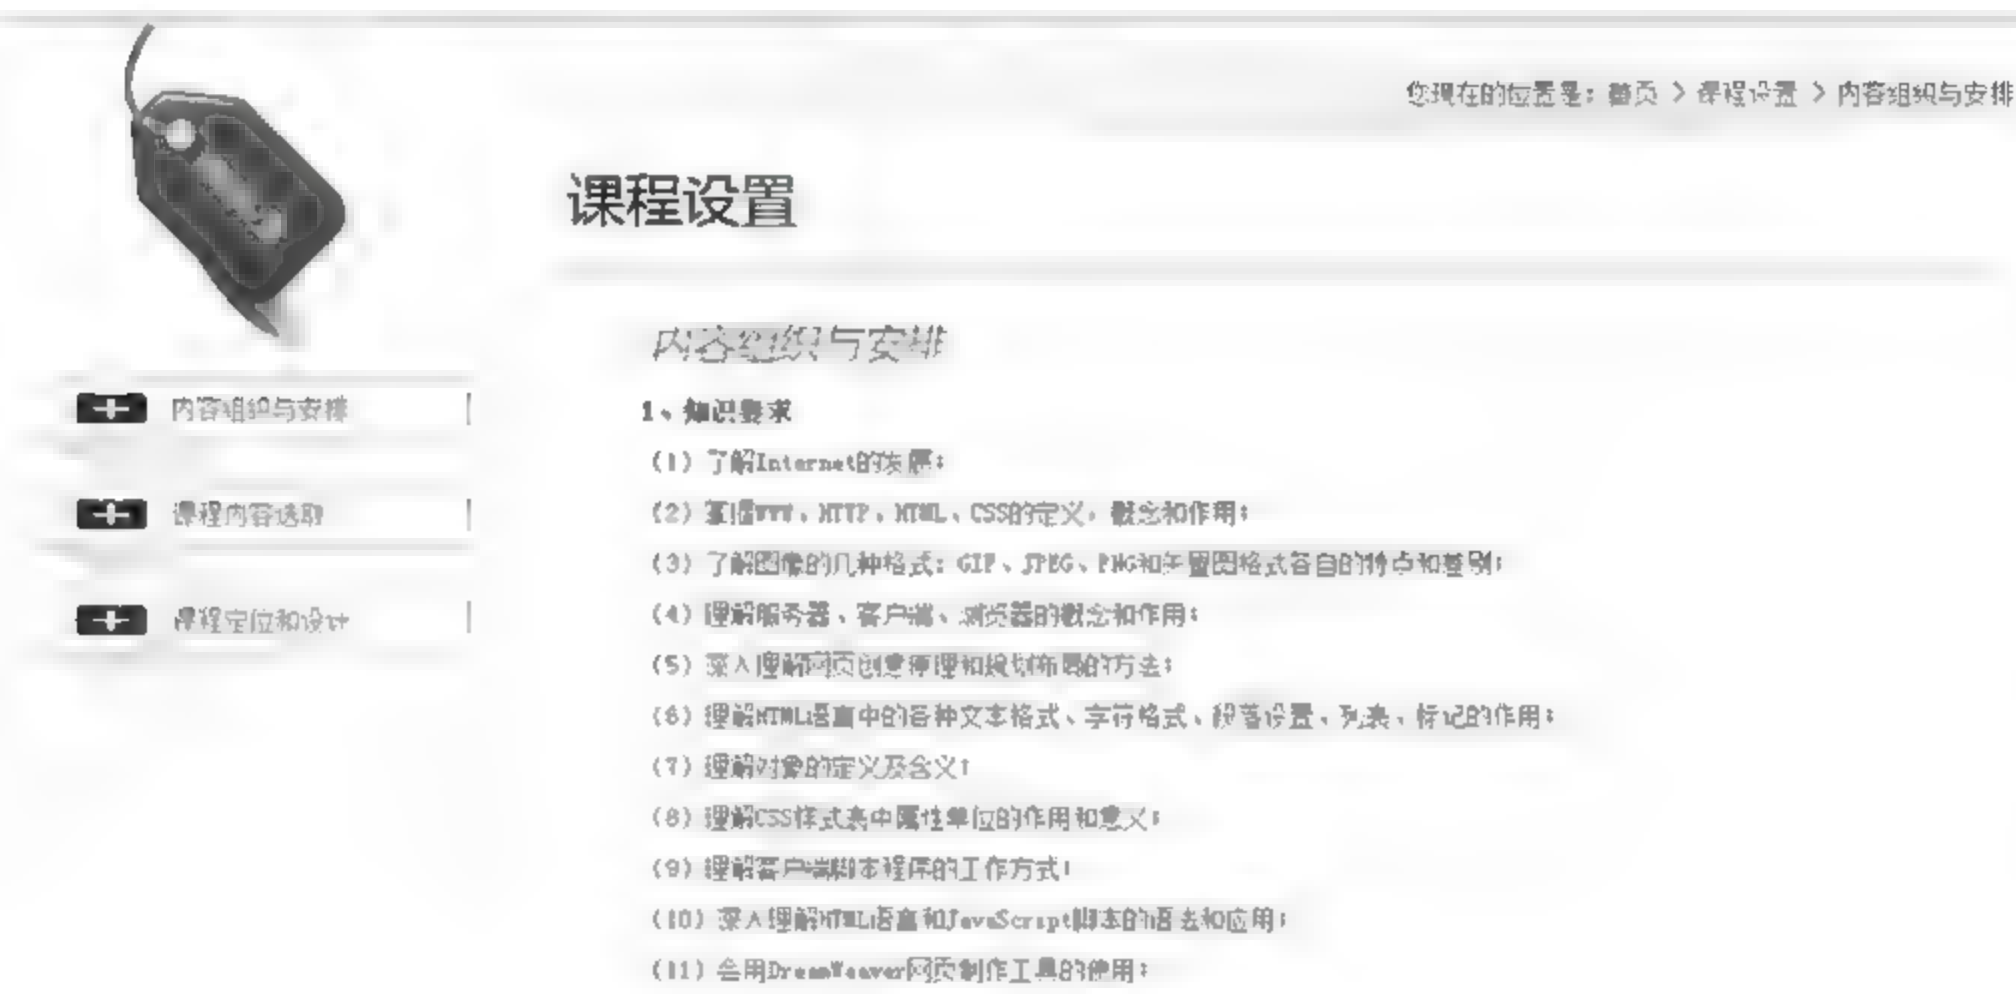 您现在的位置是：首页 > 课程设置 > 内容组织与安排
课程设置
内容组织与安排
内容组织与安排
课程内容选取
课程定位和设计
1、知识要求
(1) 了解Internet的发展；
(2) 掌握WWW、HTTP、HTML、CSS的定义、概念和作用；
(3) 了解图像的几种格式：GIF、JPEG、PNG和矢量图格式各自的特点和差别；
(4) 理解服务器、客户端、浏览器的概念和作用；
(5) 深入理解网页创意原理和规划布局的方法；
(6) 理解HTML语言中的各种文本格式、字符格式、段落设置、列表、标记的作用；
(7) 理解对象的定义及含义；
(8) 理解CSS样式表中属性单位的作用和意义；
(9) 理解客户端脚本程序的工作方式；
(10) 深入理解HTML语言和JavaScript脚本的语法和应用；
(11) 会用DreamWeaver网页制作工具的使用；